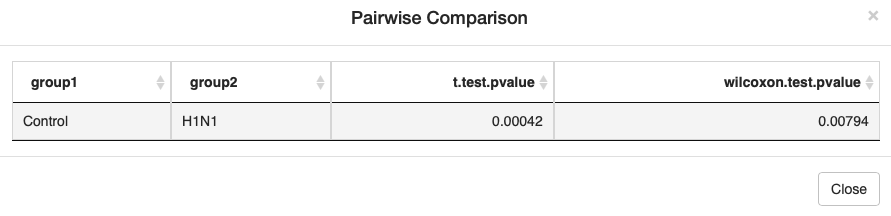 Pairwise Comparison ×
group1 group2 t.test.pvalue wilcoxon.test.pvalue
Control H1N1 0.00042 0.00794
Close